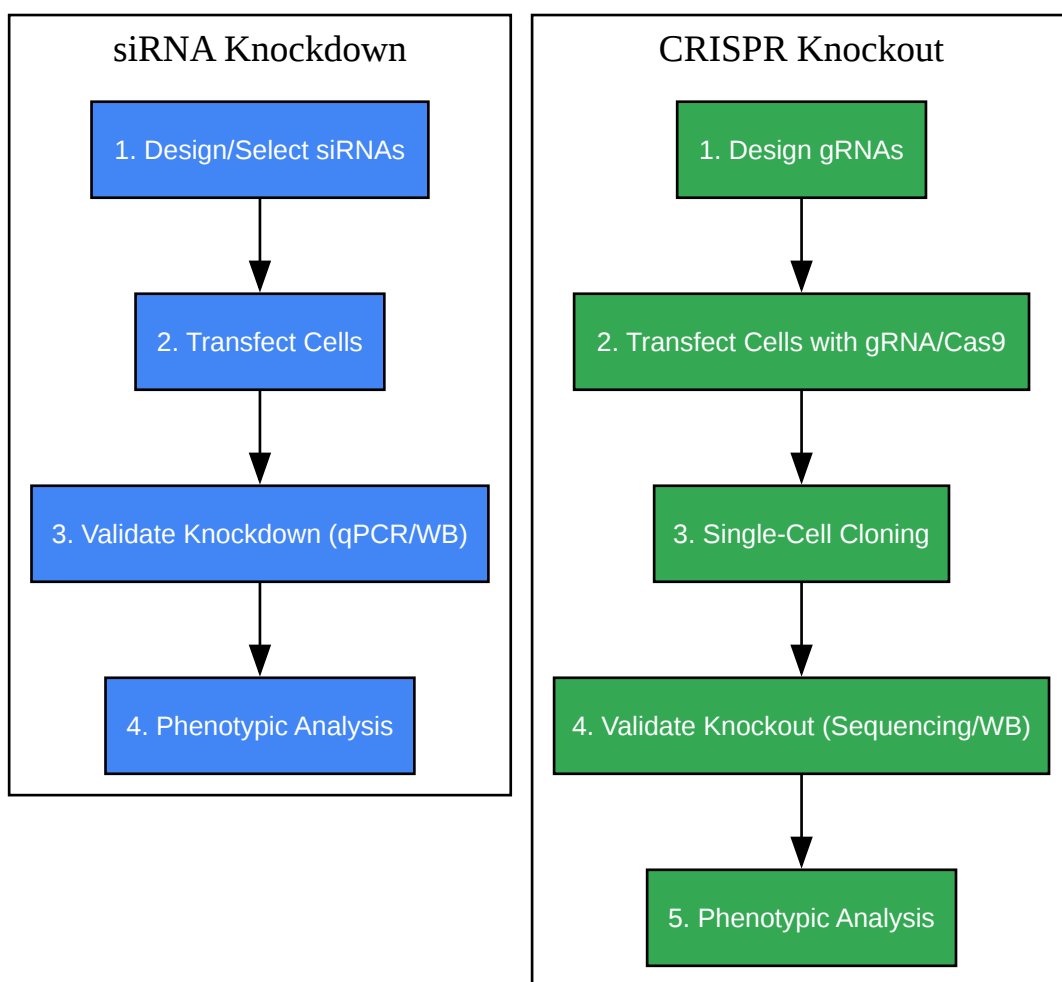 siRNA Knockdown
1. Design/Select siRNAs
2. Transfect Cells
3. Validate Knockdown (qPCR/WB)
4. Phenotypic Analysis
CRISPR Knockout
1. Design gRNAs
2. Transfect Cells with gRNA/Cas9
3. Single-Cell Cloning
4. Validate Knockout (Sequencing/WB)
5. Phenotypic Analysis